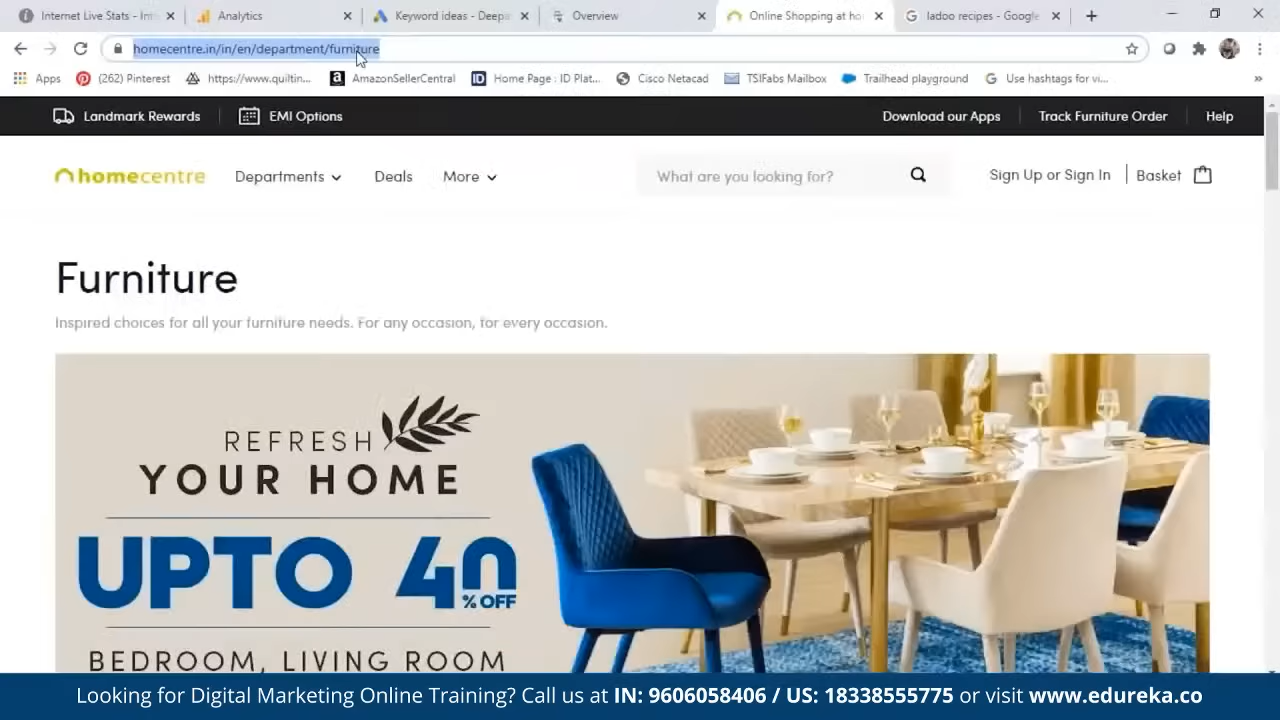 Internet Live Stats - Inte
Analytics
Keyword ideas - Deepa
Overview
Online Shopping at ho
ladoo recipes - Google
homecentre.in/in/en/department/furniture
Apps
(262) Pinterest
https://www.quiltin...
AmazonSellerCentral
Home Page : ID Plat...
Cisco Netacad
TSIFabs Mailbox
Trailhead playground
Use hashtags for vi...
Landmark Rewards
EMI Options
Download our Apps
Track Furniture Order
Help
homecentre
Departments
Deals
More
What are you looking for?
Sign Up or Sign In
Basket
Furniture
Inspired choices for all your furniture needs. For any occasion, for every occasion.
REFRESH
YOUR HOME
UPTO 40
% OFF
BEDROOM, LIVING ROOM
Looking for Digital Marketing Online Training? Call us at IN: 9606058406 / US: 18338555775 or visit www.edureka.co